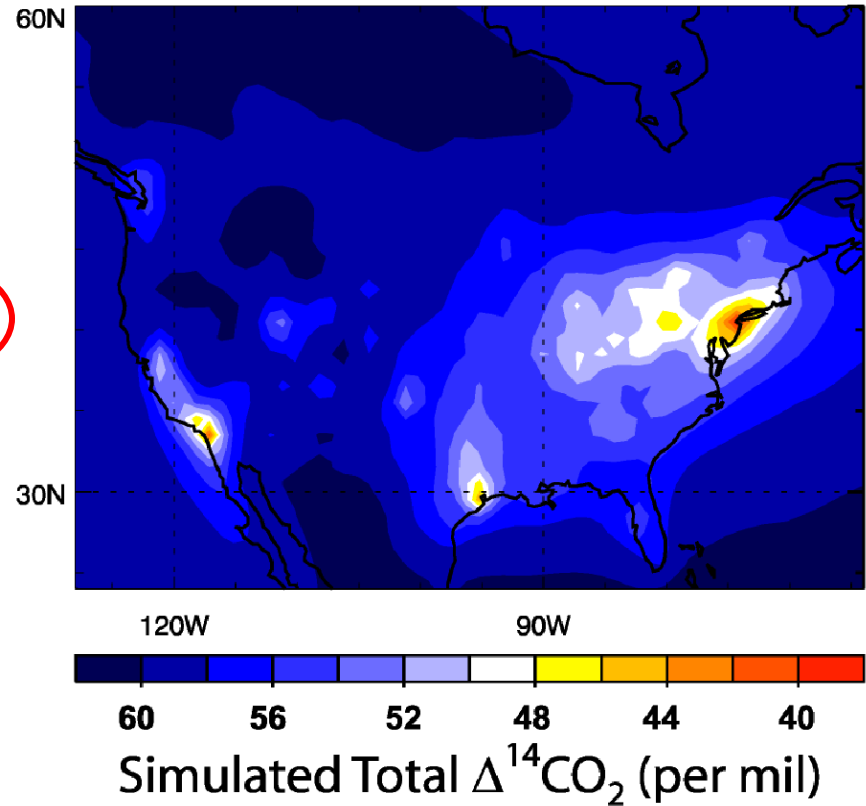 60N
30N
120W 90W
60 56 52 48 44 40
Simulated Total Δ¹⁴CO₂ (per mil)